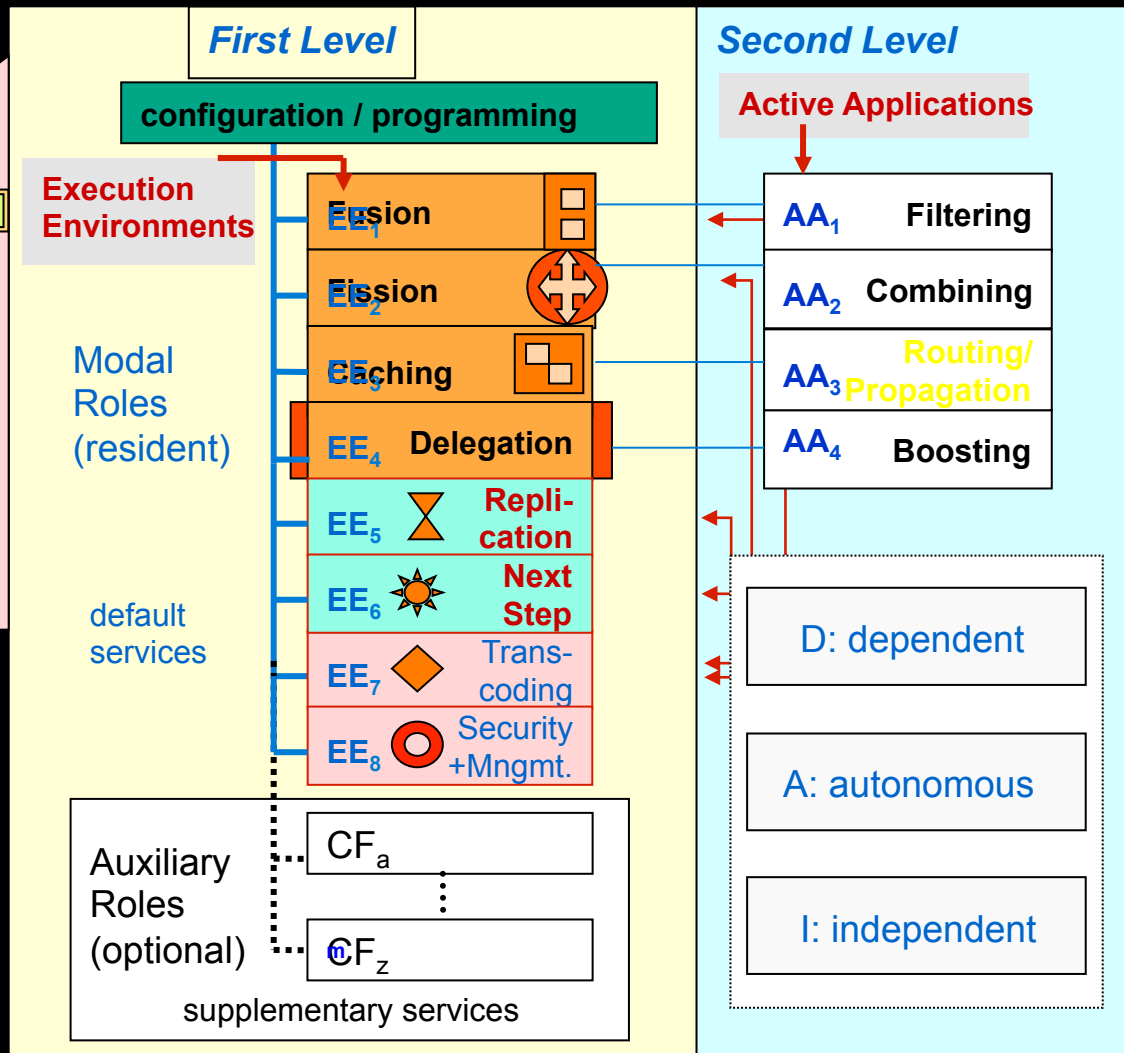 First Level
Second Level
configuration / programming
Active Applications
Execution
Environments
EE1 Fusion
AA1 Filtering
EE2 Fission
AA2 Combining
Modal
Roles
(resident)
EE3 Caching
AA3 Routing/
Propagation
EE4 Delegation
AA4 Boosting
EE5 Repli-
cation
EE6 Next
Step
default
services
EE7 Trans-
coding
EE8 Security
+Mngmt.
D: dependent
A: autonomous
I: independent
Auxiliary
Roles
(optional)
CFa
m
CFz
supplementary services